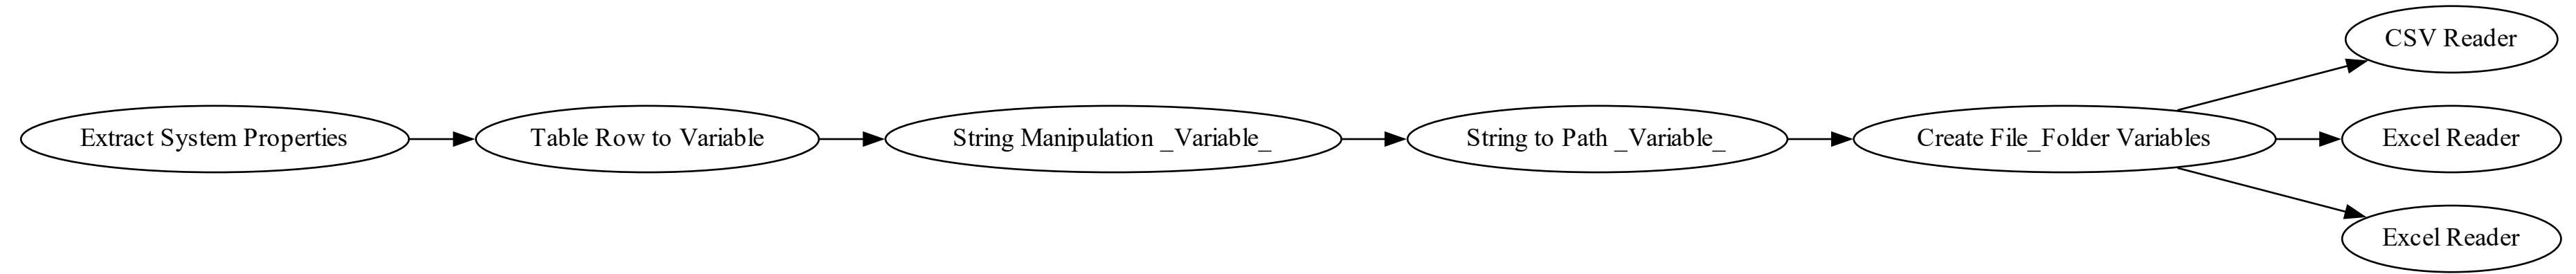 Extract System Properties
Table Row to Variable
String Manipulation _Variable_
String to Path _Variable_
Create File_Folder Variables
CSV Reader
Excel Reader
Excel Reader